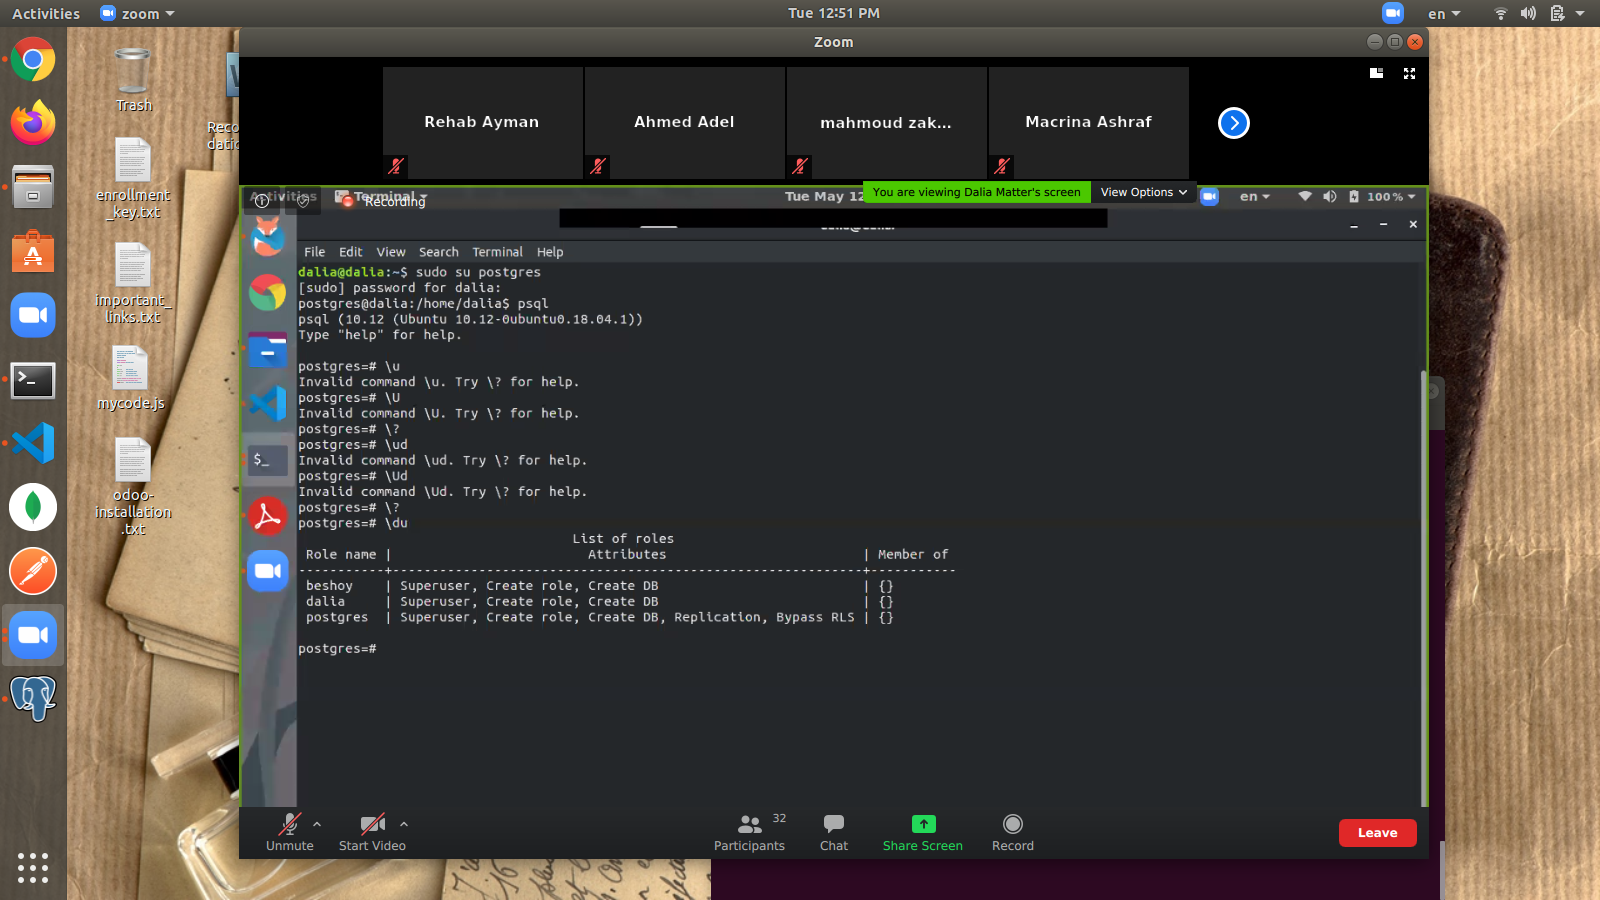 Activities zoom Tue 12:51 PM en
Zoom
Trash
enrollment_key.txt
important_links.txt
mycode.js
odoo-installation.txt
Rehab Ayman Ahmed Adel mahmoud zak... Macrina Ashraf
You are viewing Dalia Matter's screen View Options
Activities Terminal Tue May 12 en 100%
Recording
File Edit View Search Terminal Help
dalia@dalia:~$ sudo su postgres
[sudo] password for dalia:
postgres@dalia:/home/dalia$ psql
psql (10.12 (Ubuntu 10.12-0ubuntu0.18.04.1))
Type "help" for help.
postgres=# \u
Invalid command \u. Try \? for help.
postgres=# \U
Invalid command \U. Try \? for help.
postgres=# \?
postgres=# \ud
Invalid command \ud. Try \? for help.
postgres=# \Ud
Invalid command \Ud. Try \? for help.
postgres=# \?
postgres=# \du
List of roles
Role name | Attributes | Member of
-----------+------------------------------------------------------------+-----------
beshoy | Superuser, Create role, Create DB | {}
dalia | Superuser, Create role, Create DB | {}
postgres | Superuser, Create role, Create DB, Replication, Bypass RLS | {}
postgres=#
Unmute Start Video Participants 32 Chat Share Screen Record Leave